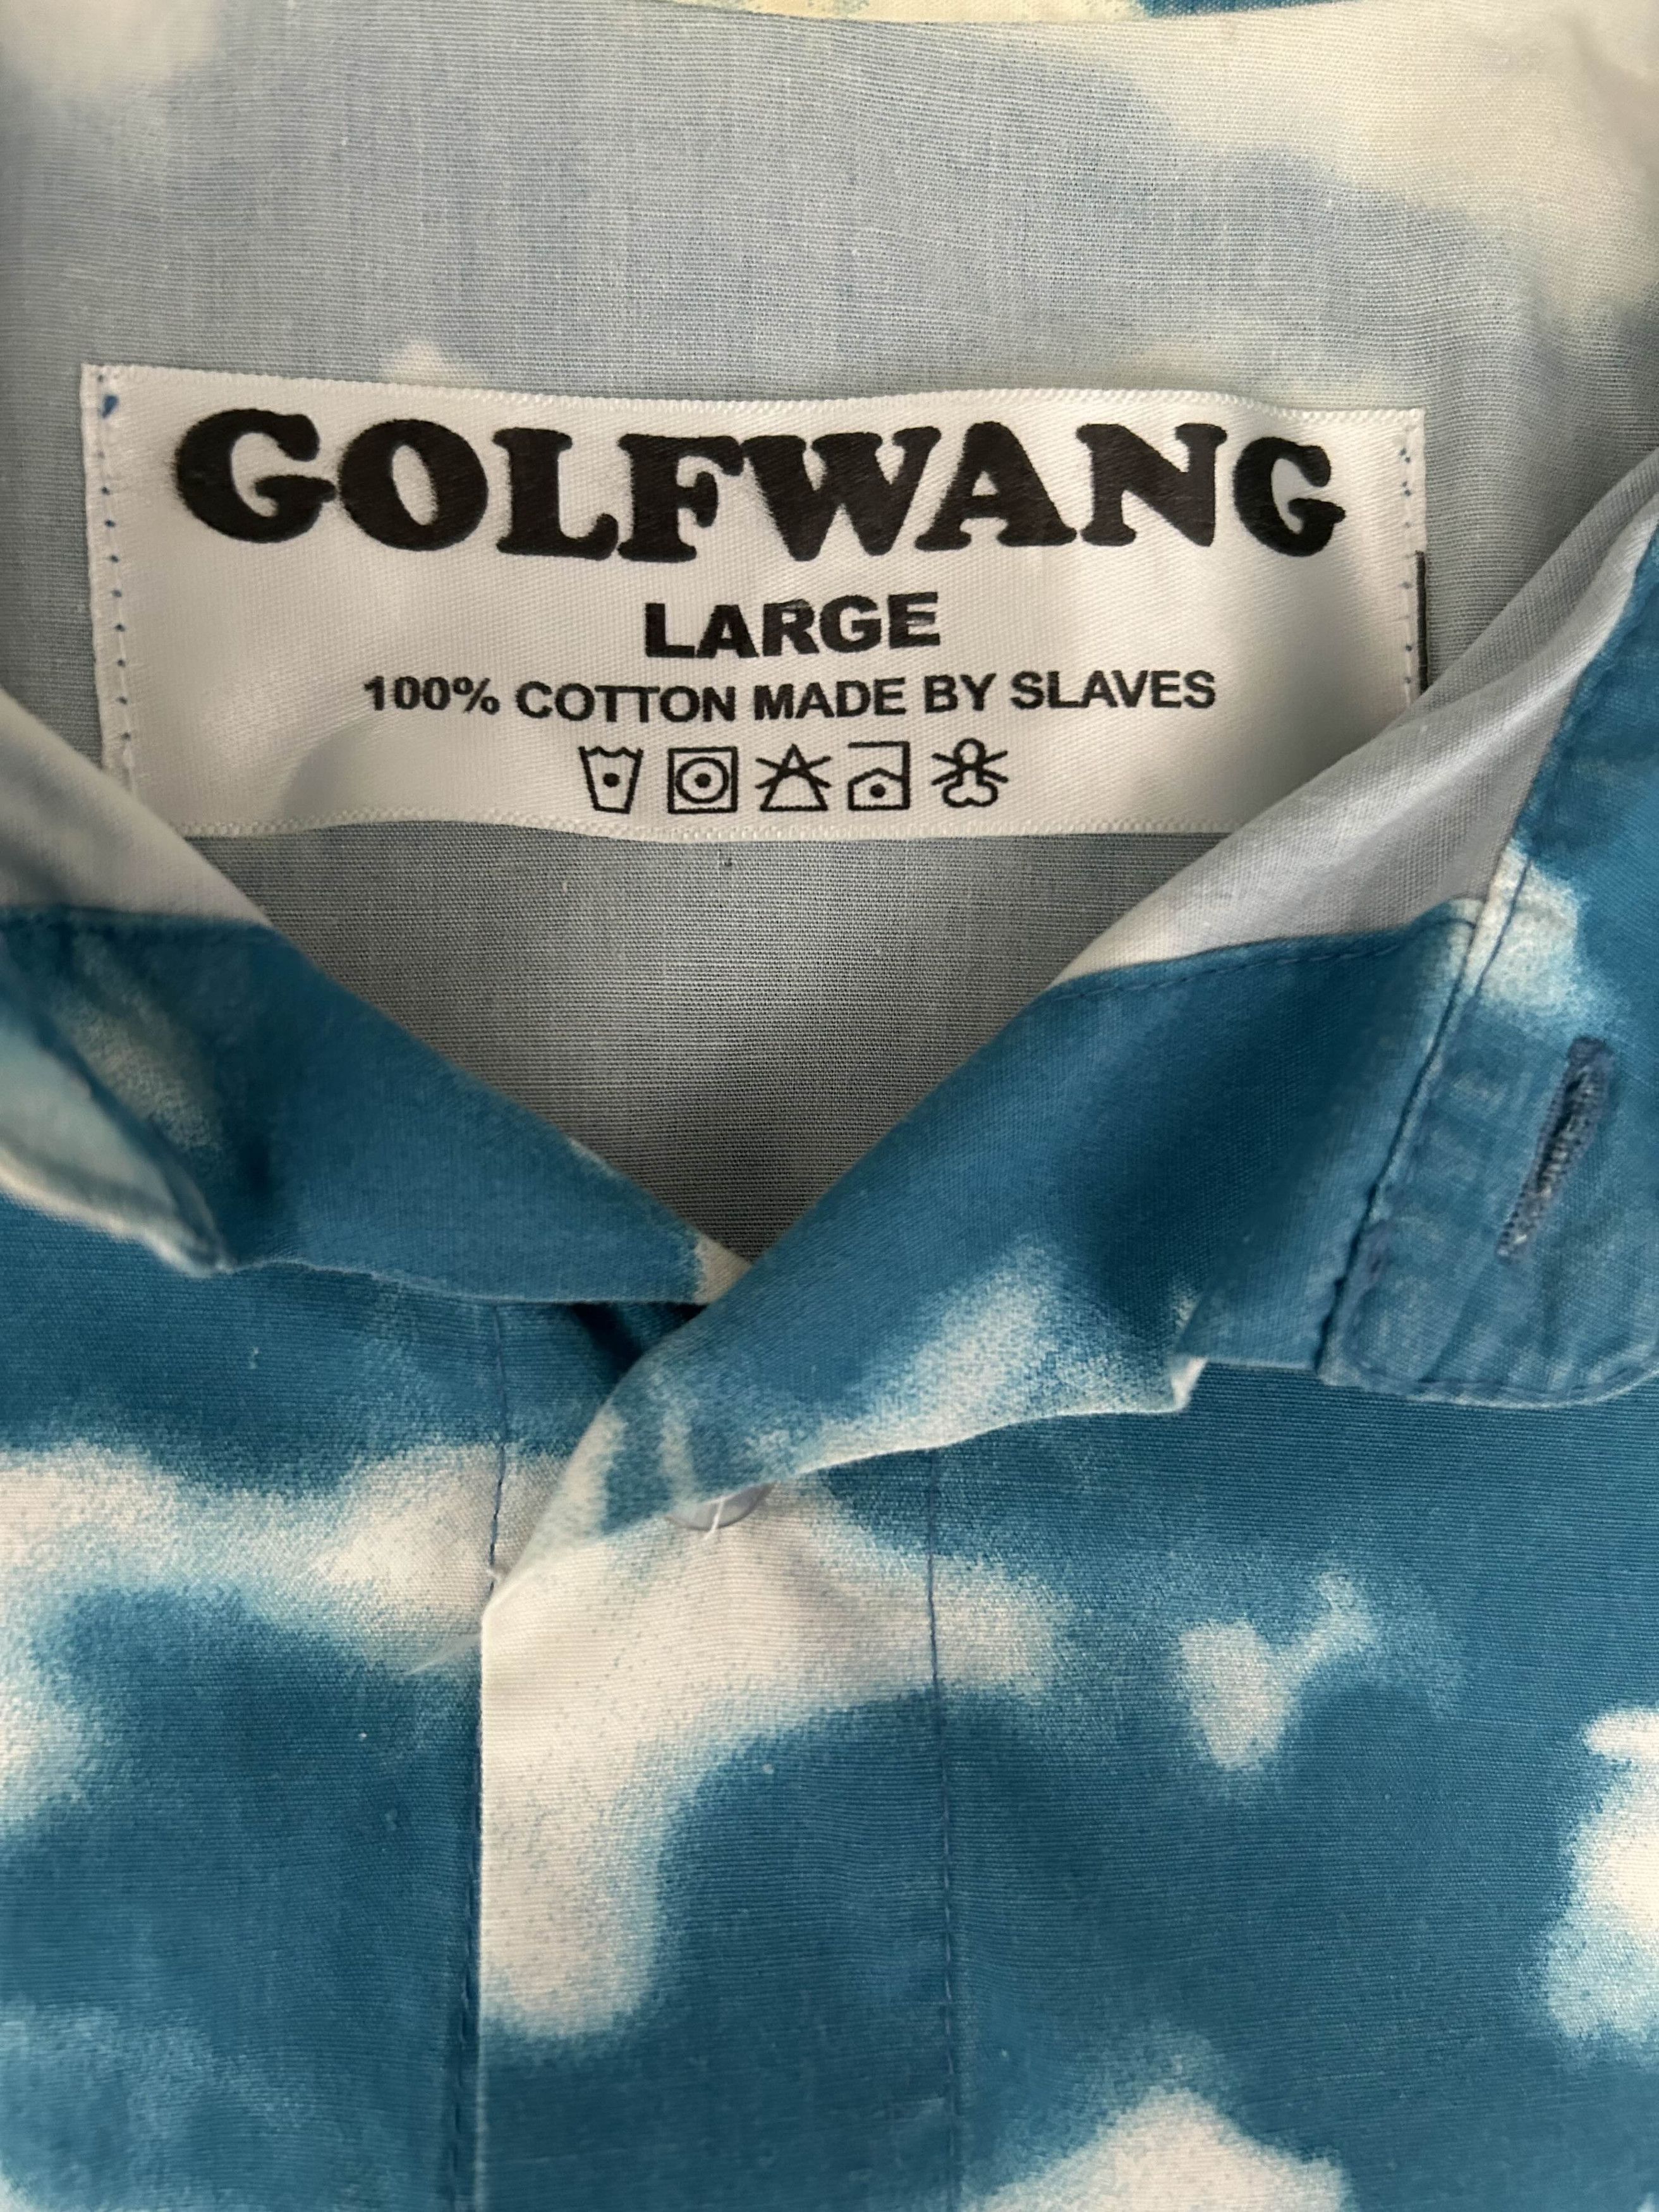 GOLFWANG
LARGE
100% COTTON MADE BY SLAVES